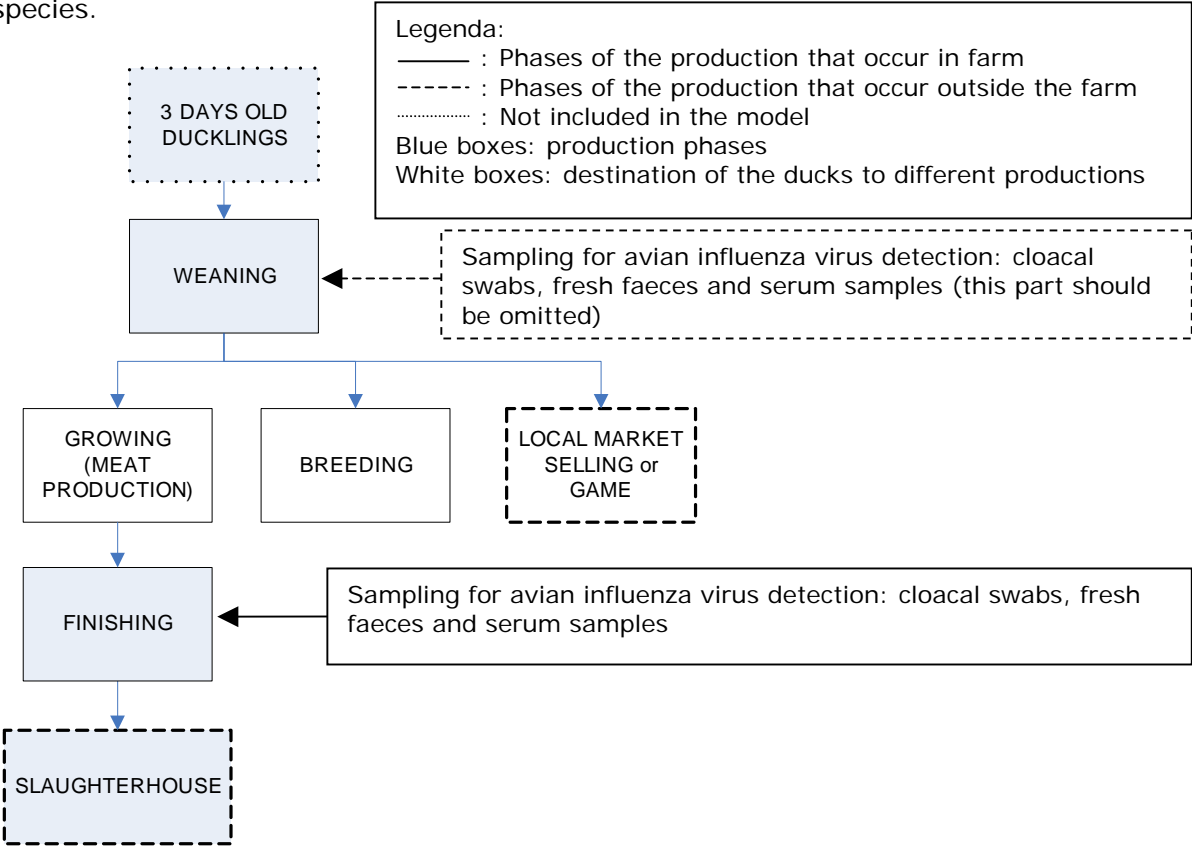 species.
Legenda:
: Phases of the production that occur in farm
: Phases of the production that occur outside the farm
: Not included in the model
Blue boxes: production phases
White boxes: destination of the ducks to different productions
3 DAYS OLD
DUCKLINGS
WEANING
Sampling for avian influenza virus detection: cloacal
swabs, fresh faeces and serum samples (this part should
be omitted)
GROWING
(MEAT
PRODUCTION)
BREEDING
LOCAL MARKET
SELLING or
GAME
FINISHING
Sampling for avian influenza virus detection: cloacal swabs, fresh
faeces and serum samples
SLAUGHTERHOUSE